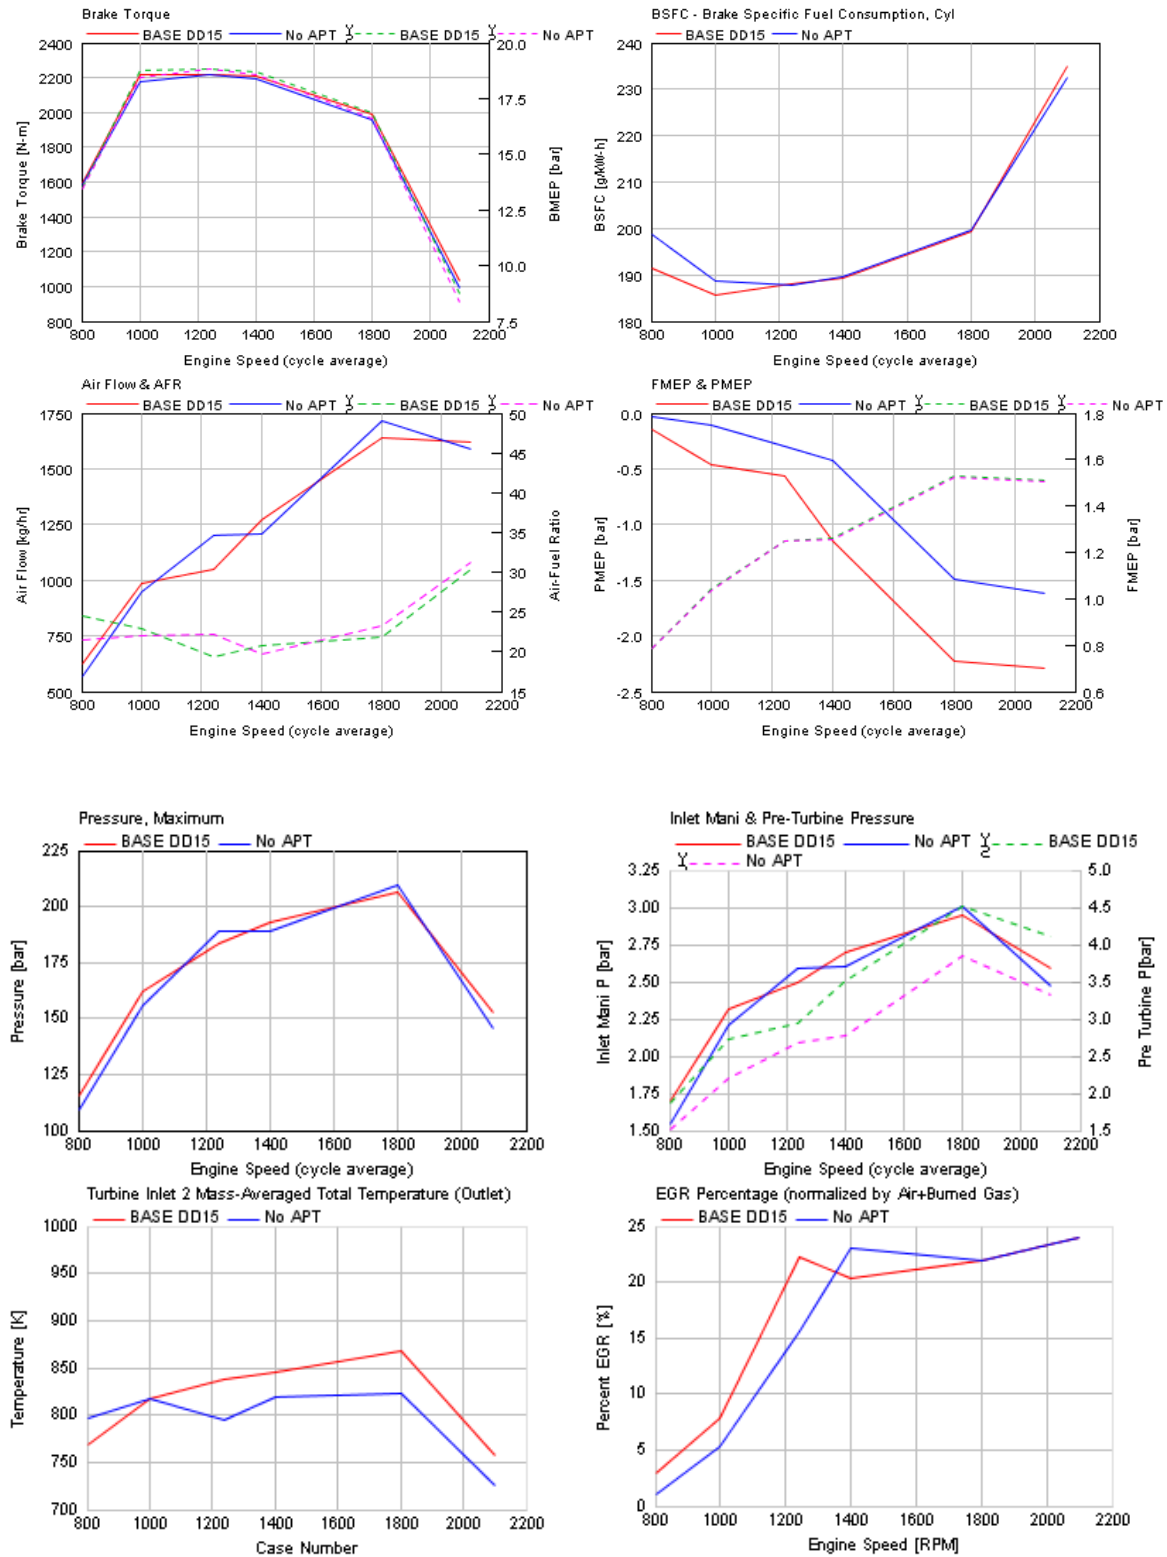 Brake Torque
BASE DD15 No APT Y2 BASE DD15 No APT
2400
2200
2000
1800
1600
1400
1200
1000
800
Brake Torque [N-m]
20.0
17.5
15.0
12.5
10.0
7.5
BMEP [bar]
800 1000 1200 1400 1600 1800 2000 2200
Engine Speed (cycle average)
BSFC - Brake Specific Fuel Consumption, Cyl
BASE DD15 No APT
240
230
220
210
200
190
180
BSFC [g/kW-h]
800 1000 1200 1400 1600 1800 2000 2200
Engine Speed (cycle average)
Air Flow & AFR
BASE DD15 No APT Y2 BASE DD15 Y2 No APT
1750
1500
1250
1000
750
500
Air Flow [kg/hr]
50
45
40
35
30
25
20
15
Air-Fuel Ratio
800 1000 1200 1400 1600 1800 2000 2200
Engine Speed (cycle average)
FMEP & PMEP
BASE DD15 No APT Y2 BASE DD15 Y2 No APT
0.0
-0.5
-1.0
-1.5
-2.0
-2.5
PMEP [bar]
1.8
1.6
1.4
1.2
1.0
0.8
0.6
FMEP [bar]
800 1000 1200 1400 1600 1800 2000 2200
Engine Speed (cycle average)
Pressure, Maximum
BASE DD15 No APT
225
200
175
150
125
100
Pressure [bar]
800 1000 1200 1400 1600 1800 2000 2200
Engine Speed (cycle average)
Inlet Mani & Pre-Turbine Pressure
BASE DD15 No APT Y2 BASE DD15
No APT
3.25
3.00
2.75
2.50
2.25
2.00
1.75
1.50
Inlet Mani P [bar]
5.0
4.5
4.0
3.5
3.0
2.5
2.0
1.5
Pre Turbine P[bar]
800 1000 1200 1400 1600 1800 2000 2200
Engine Speed (cycle average)
Turbine Inlet 2 Mass-Averaged Total Temperature (Outlet)
BASE DD15 No APT
1000
950
900
850
800
750
700
Temperature [K]
800 1000 1200 1400 1600 1800 2000 2200
Case Number
EGR Percentage (normalized by Air+Burned Gas)
BASE DD15 No APT
25
20
15
10
5
0
Percent EGR [%]
800 1000 1200 1400 1600 1800 2000 2200
Engine Speed [RPM]